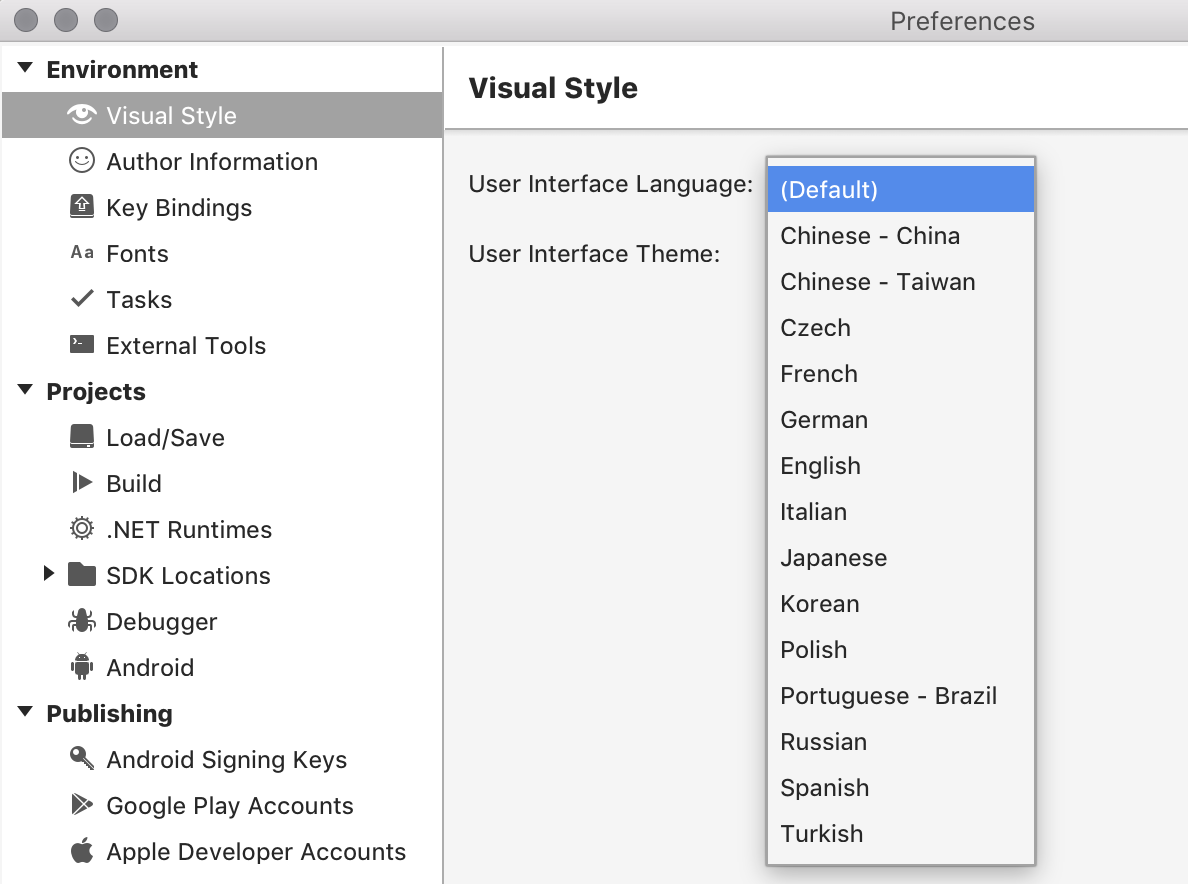 Preferences
Environment
Visual Style
Author Information
Key Bindings
Aa Fonts
Tasks
External Tools
Projects
Load/Save
Build
.NET Runtimes
SDK Locations
Debugger
Android
Publishing
Android Signing Keys
Google Play Accounts
Apple Developer Accounts
Visual Style
User Interface Language:
User Interface Theme:
(Default)
Chinese - China
Chinese - Taiwan
Czech
French
German
English
Italian
Japanese
Korean
Polish
Portuguese - Brazil
Russian
Spanish
Turkish